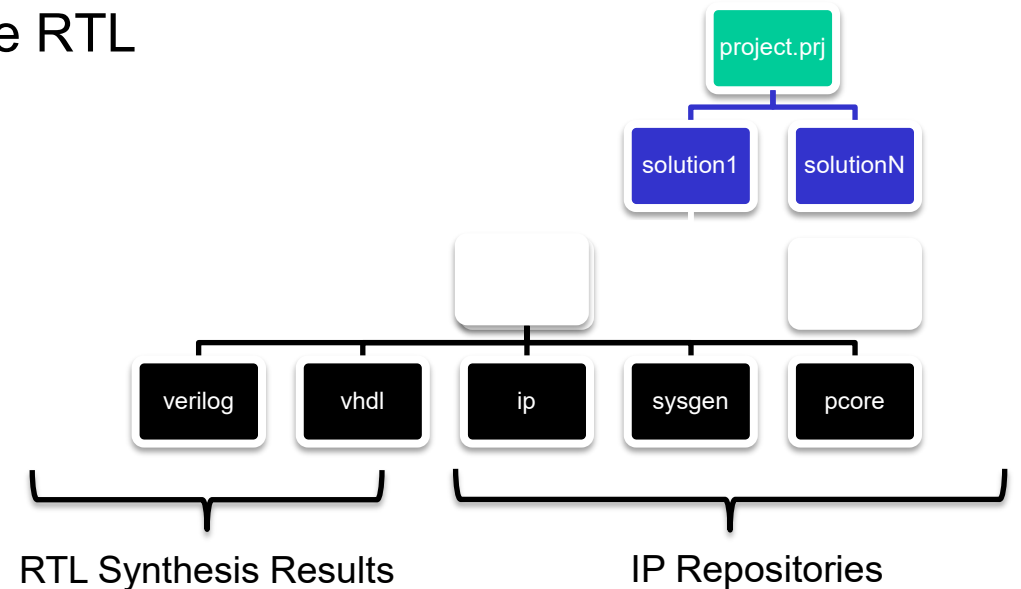 e RTL
project.prj
solution1
solutionN
verilog
vhdl
ip
sysgen
pcore
RTL Synthesis Results
IP Repositories